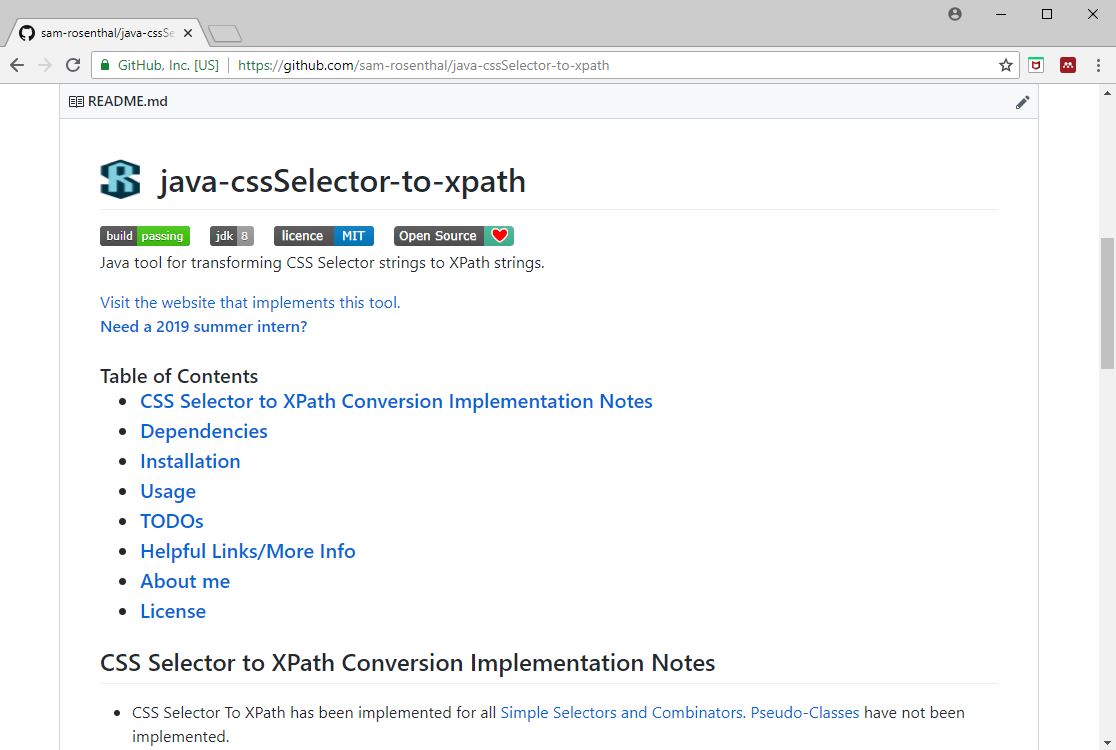 sam-rosenthal/java-cssSe
GitHub, Inc. [US] https://github.com/sam-rosenthal/java-cssSelector-to-xpath
README.md
java-cssSelector-to-xpath
build passing jdk 8 licence MIT Open Source
Java tool for transforming CSS Selector strings to XPath strings.
Visit the website that implements this tool.
Need a 2019 summer intern?
Table of Contents
CSS Selector to XPath Conversion Implementation Notes
Dependencies
Installation
Usage
TODOs
Helpful Links/More Info
About me
License
CSS Selector to XPath Conversion Implementation Notes
CSS Selector To XPath has been implemented for all Simple Selectors and Combinators. Pseudo-Classes have not been
implemented.